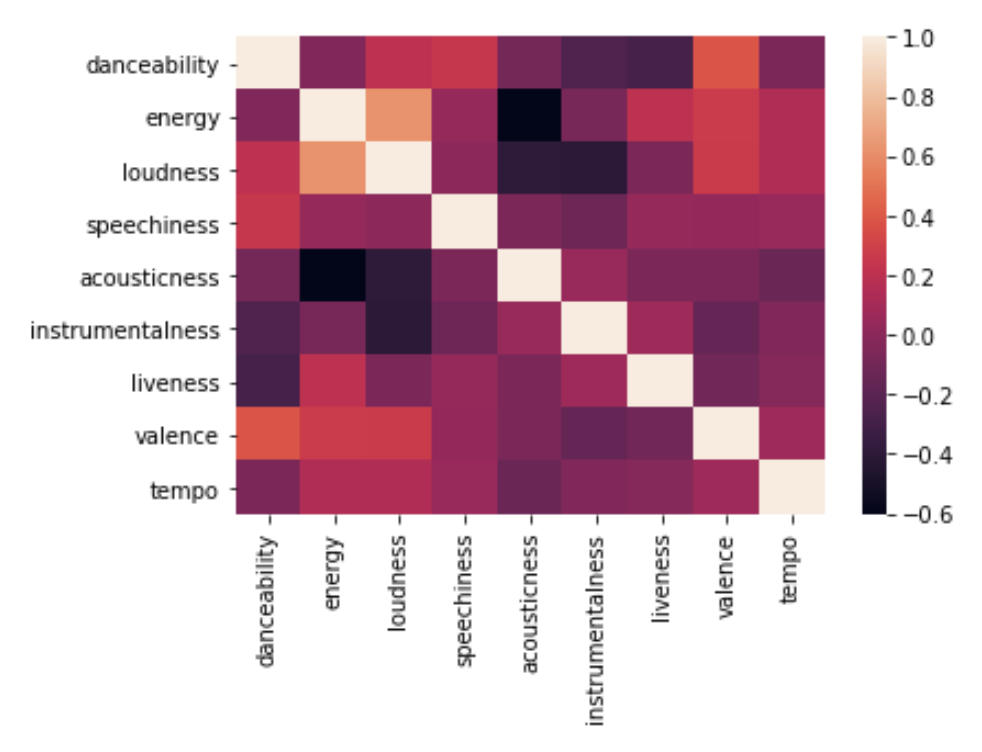 danceability
energy
loudness
speechiness
acousticness
instrumentalness
liveness
valence
tempo
danceability
energy
loudness
speechiness
acousticness
instrumentalness
liveness
valence
tempo
1.0
0.8
0.6
0.4
0.2
0.0
−0.2
−0.4
−0.6